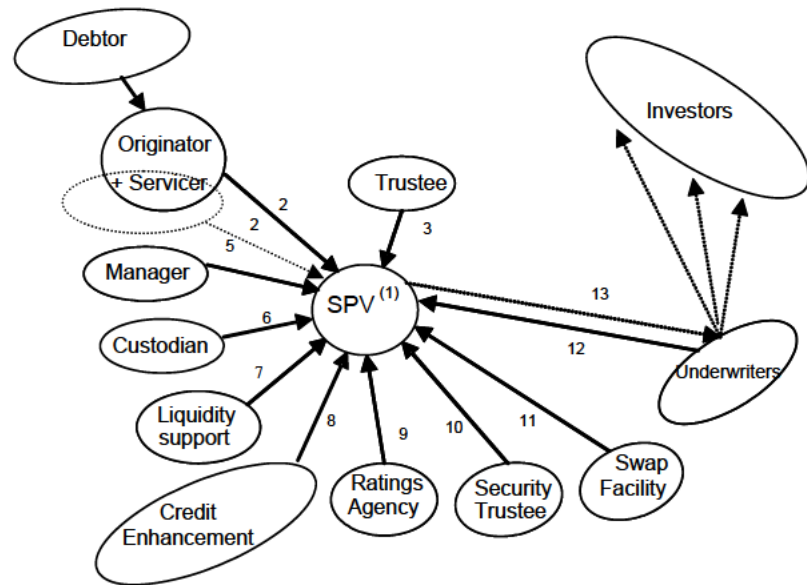 Debtor
Investors
Originator
+ Servicer
Trustee
2
2
3
5
Manager
SPV (1)
13
6
12
Custodian
Underwriters
7
Liquidity
support
8
9
10
11
Swap
Facility
Ratings
Agency
Security
Trustee
Credit
Enhancement